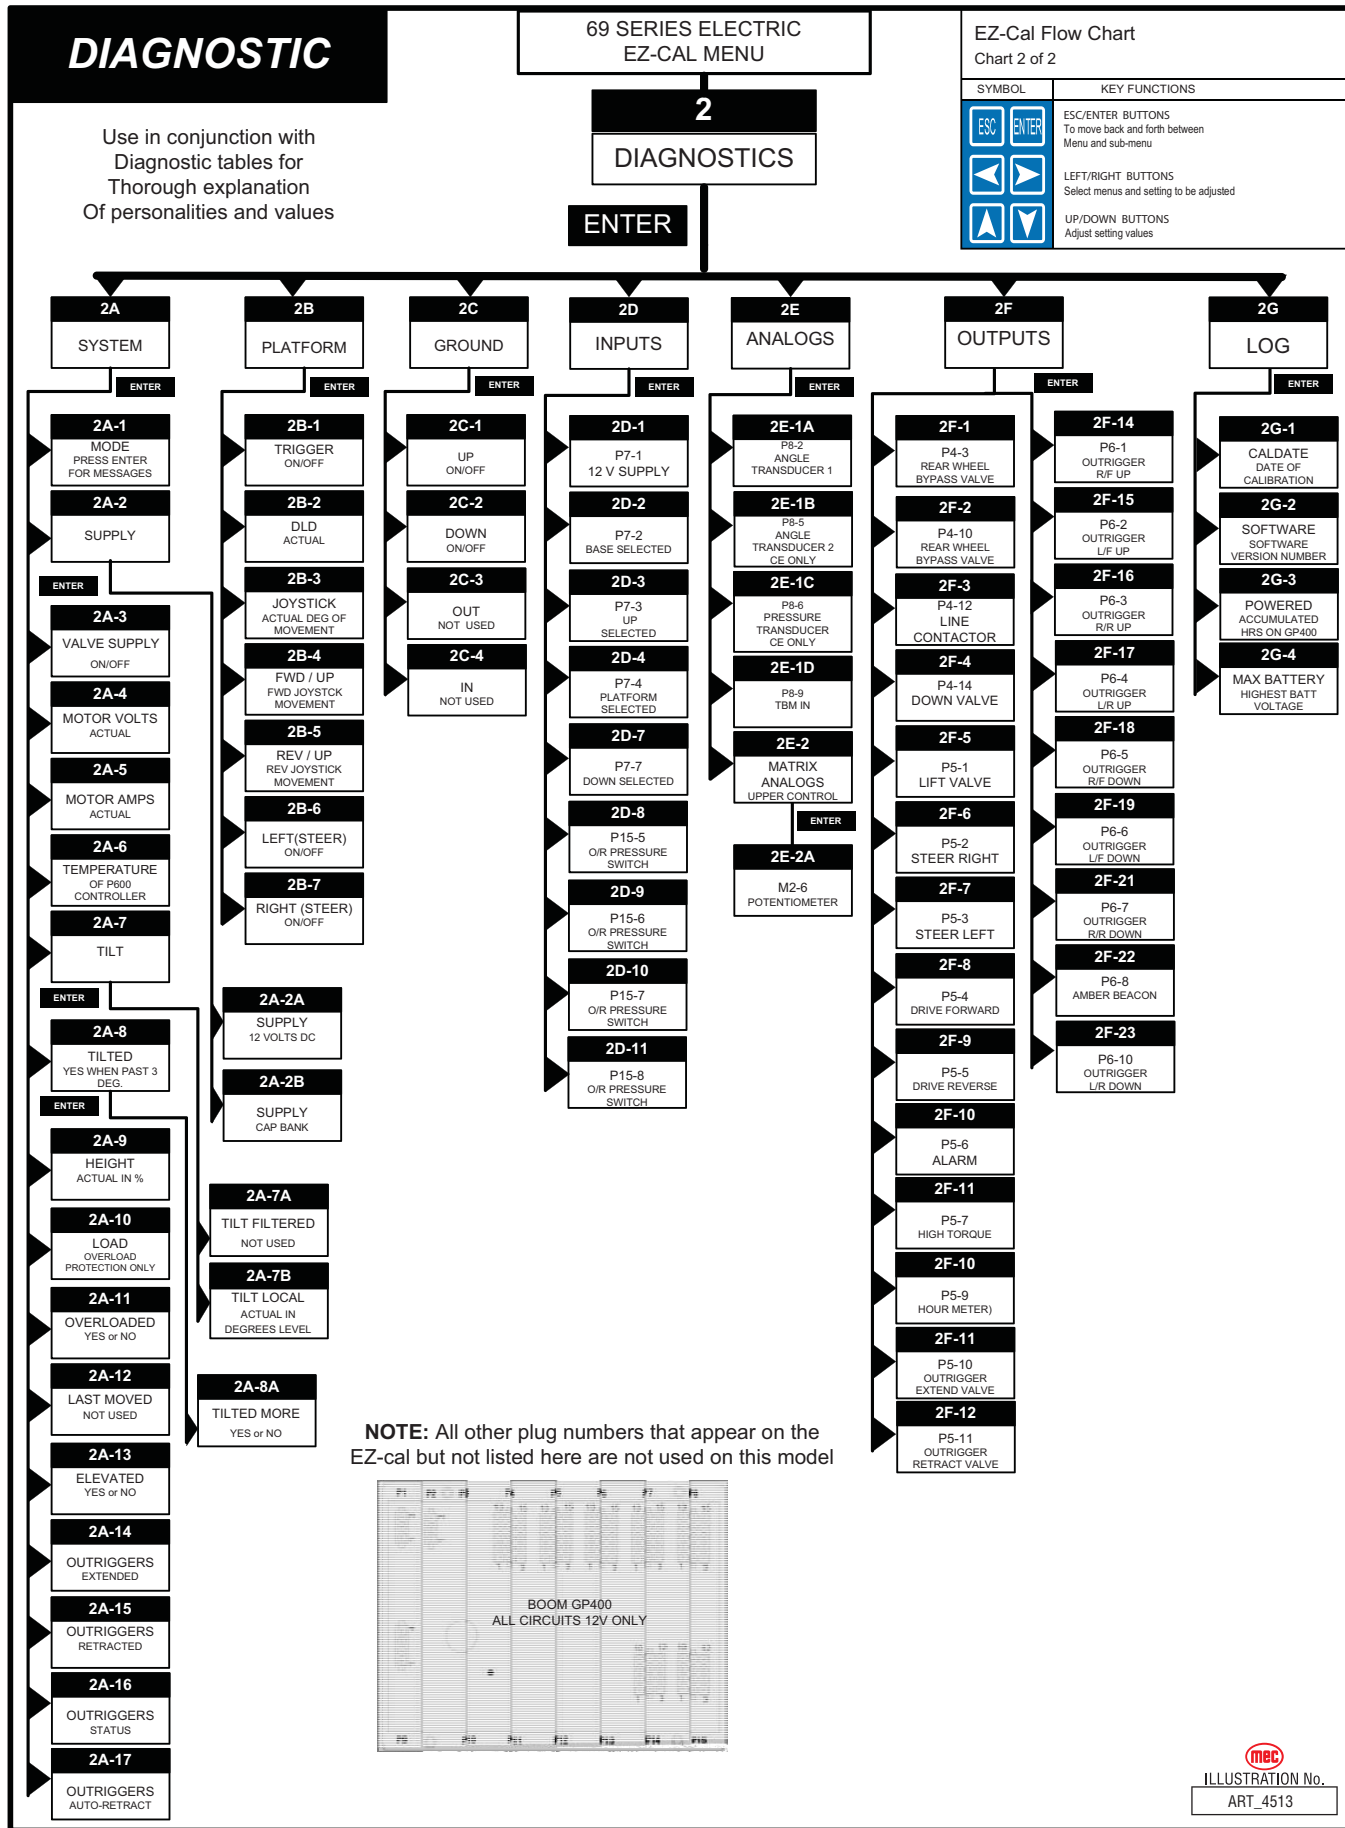 DIAGNOSTIC
Use in conjunction with
Diagnostic tables for
Thorough explanation
Of personalities and values
69 SERIES ELECTRIC
EZ-CAL MENU
2
DIAGNOSTICS
ENTER
EZ-Cal Flow Chart
Chart 2 of 2
SYMBOL KEY FUNCTIONS
ESC ENTER
ESC/ENTER BUTTONS
To move back and forth between
Menu and sub-menu
LEFT/RIGHT BUTTONS
Select menus and setting to be adjusted
UP/DOWN BUTTONS
Adjust setting values
2A
SYSTEM
ENTER
2A-1
MODE
PRESS ENTER
FOR MESSAGES
2A-2
SUPPLY
ENTER
2A-3
VALVE SUPPLY
ON/OFF
2A-4
MOTOR VOLTS
ACTUAL
2A-5
MOTOR AMPS
ACTUAL
2A-6
TEMPERATURE
OF P600
CONTROLLER
2A-7
TILT
ENTER
2A-8
TILTED
YES WHEN PAST 3
DEG.
ENTER
2A-9
HEIGHT
ACTUAL IN %
2A-10
LOAD
OVERLOAD
PROTECTION ONLY
2A-11
OVERLOADED
YES or NO
2A-12
LAST MOVED
NOT USED
2A-13
ELEVATED
YES or NO
2A-14
OUTRIGGERS
EXTENDED
2A-15
OUTRIGGERS
RETRACTED
2A-16
OUTRIGGERS
STATUS
2A-17
OUTRIGGERS
AUTO-RETRACT
2A-2A
SUPPLY
12 VOLTS DC
2A-2B
SUPPLY
CAP BANK
2A-7A
TILT FILTERED
NOT USED
2A-7B
TILT LOCAL
ACTUAL IN
DEGREES LEVEL
2A-8A
TILTED MORE
YES or NO
2B
PLATFORM
ENTER
2B-1
TRIGGER
ON/OFF
2B-2
DLD
ACTUAL
2B-3
JOYSTICK
ACTUAL DEG OF
MOVEMENT
2B-4
FWD / UP
FWD JOYSTCK
MOVEMENT
2B-5
REV / UP
REV JOYSTICK
MOVEMENT
2B-6
LEFT(STEER)
ON/OFF
2B-7
RIGHT (STEER)
ON/OFF
2C
GROUND
ENTER
2C-1
UP
ON/OFF
2C-2
DOWN
ON/OFF
2C-3
OUT
NOT USED
2C-4
IN
NOT USED
2D
INPUTS
ENTER
2D-1
P7-1
12 V SUPPLY
2D-2
P7-2
BASE SELECTED
2D-3
P7-3
UP
SELECTED
2D-4
P7-4
PLATFORM
SELECTED
2D-7
P7-7
DOWN SELECTED
2D-8
P15-5
O/R PRESSURE
SWITCH
2D-9
P15-6
O/R PRESSURE
SWITCH
2D-10
P15-7
O/R PRESSURE
SWITCH
2D-11
P15-8
O/R PRESSURE
SWITCH
2E
ANALOGS
ENTER
2E-1A
P8-2
ANGLE
TRANSDUCER 1
2E-1B
P8-5
ANGLE
TRANSDUCER 2
CE ONLY
2E-1C
P8-6
PRESSURE
TRANSDUCER
CE ONLY
2E-1D
P8-9
TBM IN
2E-2
MATRIX
ANALOGS
UPPER CONTROL
ENTER
2E-2A
M2-6
POTENTIOMETER
2F
OUTPUTS
ENTER
2F-1
P4-3
REAR WHEEL
BYPASS VALVE
2F-2
P4-10
REAR WHEEL
BYPASS VALVE
2F-3
P4-12
LINE
CONTACTOR
2F-4
P4-14
DOWN VALVE
2F-5
P5-1
LIFT VALVE
2F-6
P5-2
STEER RIGHT
2F-7
P5-3
STEER LEFT
2F-8
P5-4
DRIVE FORWARD
2F-9
P5-5
DRIVE REVERSE
2F-10
P5-6
ALARM
2F-11
P5-7
HIGH TORQUE
2F-10
P5-9
HOUR METER)
2F-11
P5-10
OUTRIGGER
EXTEND VALVE
2F-12
P5-11
OUTRIGGER
RETRACT VALVE
2F-14
P6-1
OUTRIGGER
R/F UP
2F-15
P6-2
OUTRIGGER
L/F UP
2F-16
P6-3
OUTRIGGER
R/R UP
2F-17
P6-4
OUTRIGGER
L/R UP
2F-18
P6-5
OUTRIGGER
R/F DOWN
2F-19
P6-6
OUTRIGGER
L/F DOWN
2F-21
P6-7
OUTRIGGER
R/R DOWN
2F-22
P6-8
AMBER BEACON
2F-23
P6-10
OUTRIGGER
L/R DOWN
2G
LOG
ENTER
2G-1
CALDATE
DATE OF
CALIBRATION
2G-2
SOFTWARE
SOFTWARE
VERSION NUMBER
2G-3
POWERED
ACCUMULATED
HRS ON GP400
2G-4
MAX BATTERY
HIGHEST BATT
VOLTAGE
NOTE: All other plug numbers that appear on the
EZ-cal but not listed here are not used on this model
P1 P2 P3 P4 P5 P6 P7 P8
BOOM GP400
ALL CIRCUITS 12V ONLY
P9 P10 P11 P12 P13 P14 P15
mec
ILLUSTRATION No.
ART_4513